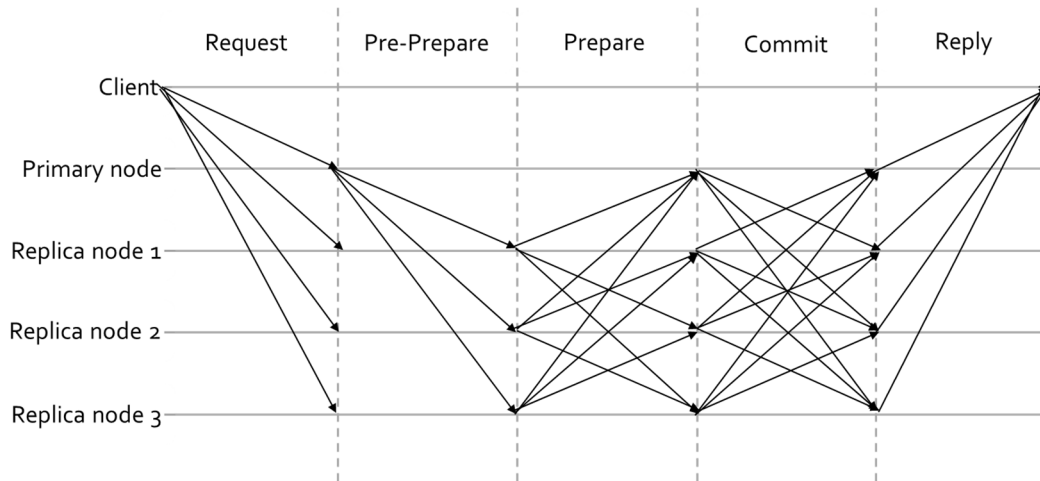 Request
Pre-Prepare
Prepare
Commit
Reply
Client
Primary node
Replica node 1
Replica node 2
Replica node 3